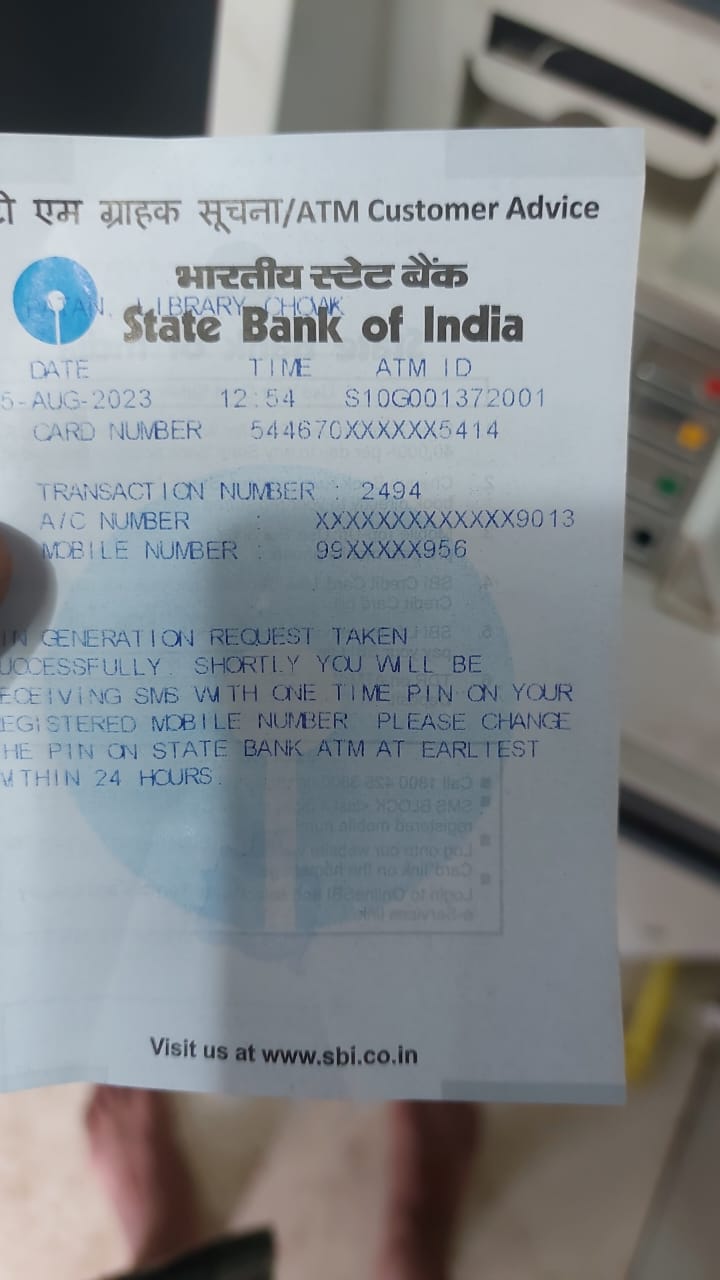 टी एम ग्राहक सूचना/ATM Customer Advice
भारतीय स्टेट बैंक
PATAN, LIBRARY CHOWK
State Bank of India
DATE TIME ATM ID
5-AUG-2023 12:54 S10G001372001
CARD NUMBER 544670XXXXXX5414
TRANSACTION NUMBER : 2494
A/C NUMBER : XXXXXXXXXXXXX9013
MOBILE NUMBER : 99XXXXX956
IN GENERATION REQUEST TAKEN
UCCESSFULLY. SHORTLY YOU WILL BE
ECEIVING SMS WITH ONE TIME PIN ON YOUR
EGISTERED MOBILE NUMBER PLEASE CHANGE
HE PIN ON STATE BANK ATM AT EARLIEST
WITHIN 24 HOURS.
Visit us at www.sbi.co.in